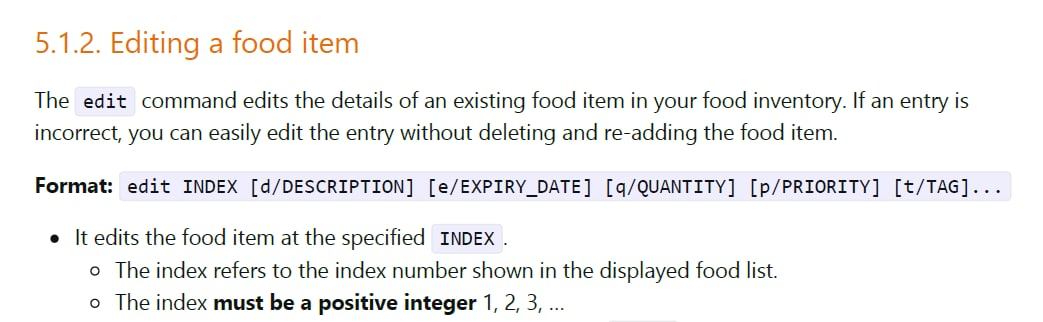 5.1.2. Editing a food item
The edit command edits the details of an existing food item in your food inventory. If an entry is
incorrect, you can easily edit the entry without deleting and re-adding the food item.
Format: edit INDEX [d/DESCRIPTION] [e/EXPIRY_DATE] [q/QUANTITY] [p/PRIORITY] [t/TAG]...
• It edits the food item at the specified INDEX.
○ The index refers to the index number shown in the displayed food list.
○ The index must be a positive integer 1, 2, 3, …